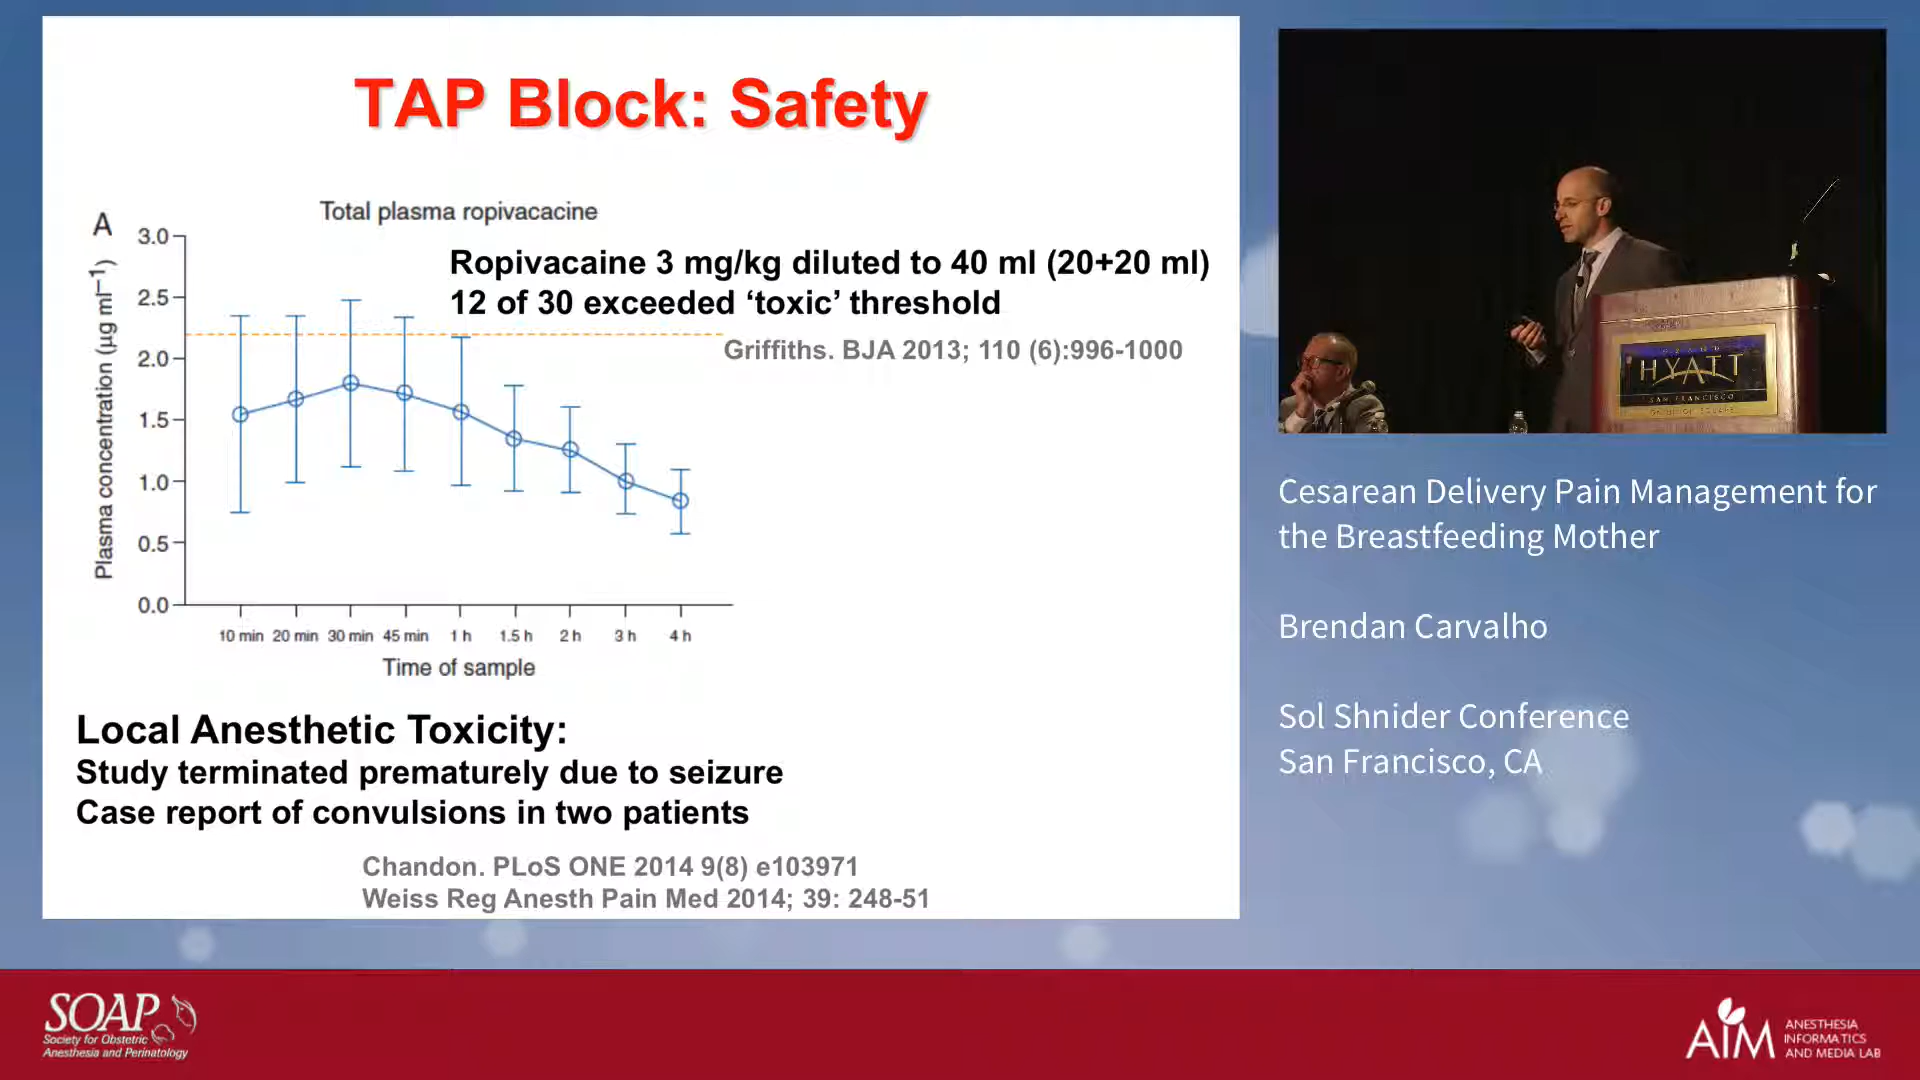 TAP Block: Safety
Total plasma ropivacacine
A
Ropivacaine 3 mg/kg diluted to 40 ml (20+20 ml)
12 of 30 exceeded ‘toxic’ threshold
Griffiths. BJA 2013; 110 (6):996-1000
Plasma concentration (µg ml⁻¹)
3.0
2.5
2.0
1.5
1.0
0.5
0.0
10 min 20 min 30 min 45 min 1 h 1.5 h 2 h 3 h 4 h
Time of sample
Local Anesthetic Toxicity:
Study terminated prematurely due to seizure
Case report of convulsions in two patients
Chandon. PLoS ONE 2014 9(8) e103971
Weiss Reg Anesth Pain Med 2014; 39: 248-51
GRAND
HYATT
SAN FRANCISCO
Cesarean Delivery Pain Management for
the Breastfeeding Mother
Brendan Carvalho
Sol Shnider Conference
San Francisco, CA
SOAP
Society for Obstetric
Anesthesia and Perinatology
AIM
ANESTHESIA
INFORMATICS
AND MEDIA LAB